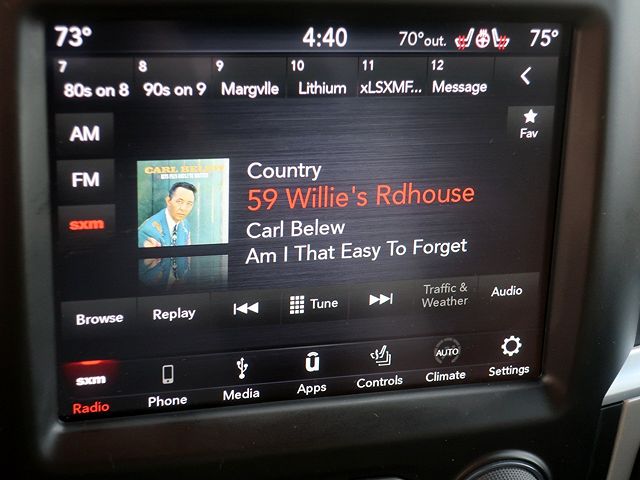 73° 4:40 70°out. 75°
7 8 9 10 11 12
80s on 8 90s on 9 Margvlle Lithium xLSXMF... Message
AM
Fav
FM
sxm
CARL BELEW
Country
59 Willie's Rdhouse
Carl Belew
Am I That Easy To Forget
Browse Replay Tune Traffic & Weather Audio
sxm AUTO
Radio Phone Media Apps Controls Climate Settings